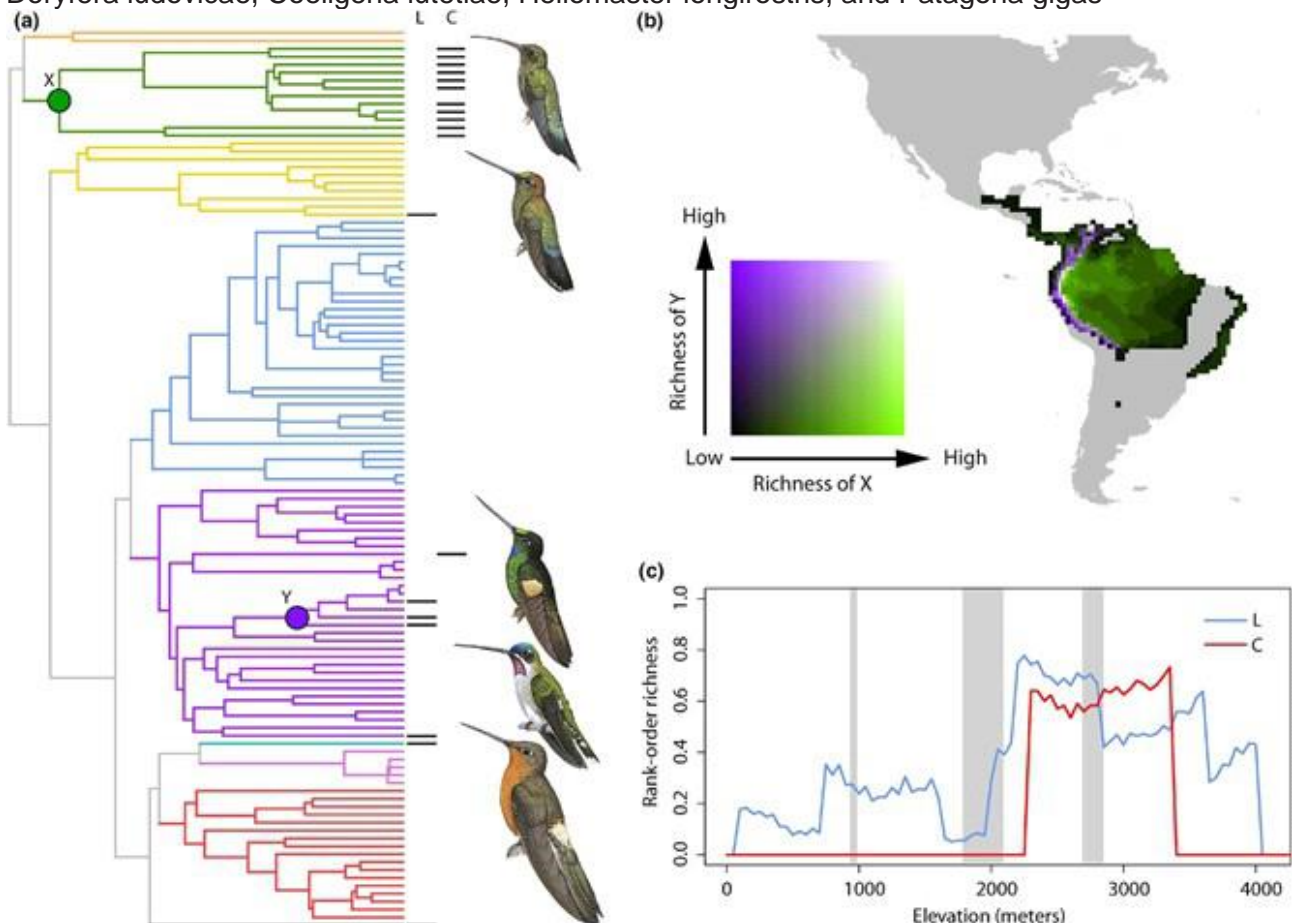 Doryfora ludovicae, Coeligena lutetiae, Heliomaster longirostris, and Patagona gigas
(a)
L C
X
Y
(b)
High
Richness of Y
Low
High
Richness of X
(c)
Rank-order richness
1.0
0.8
0.6
0.4
0.2
0.0
L
C
0 1000 2000 3000 4000
Elevation (meters)